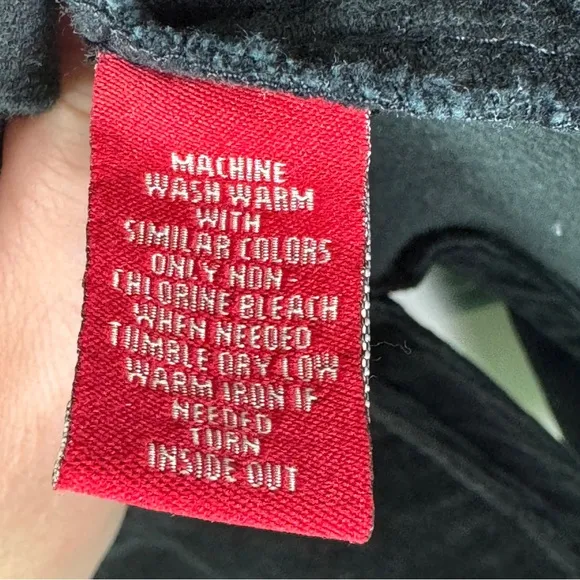 MACHINE
WASH WARM
WITH
SIMILAR COLORS
ONLY NON-
CHLORINE BLEACH
WHEN NEEDED
TUMBLE DRY LOW
WARM IRON IF
NEEDED
TURN
INSIDE OUT